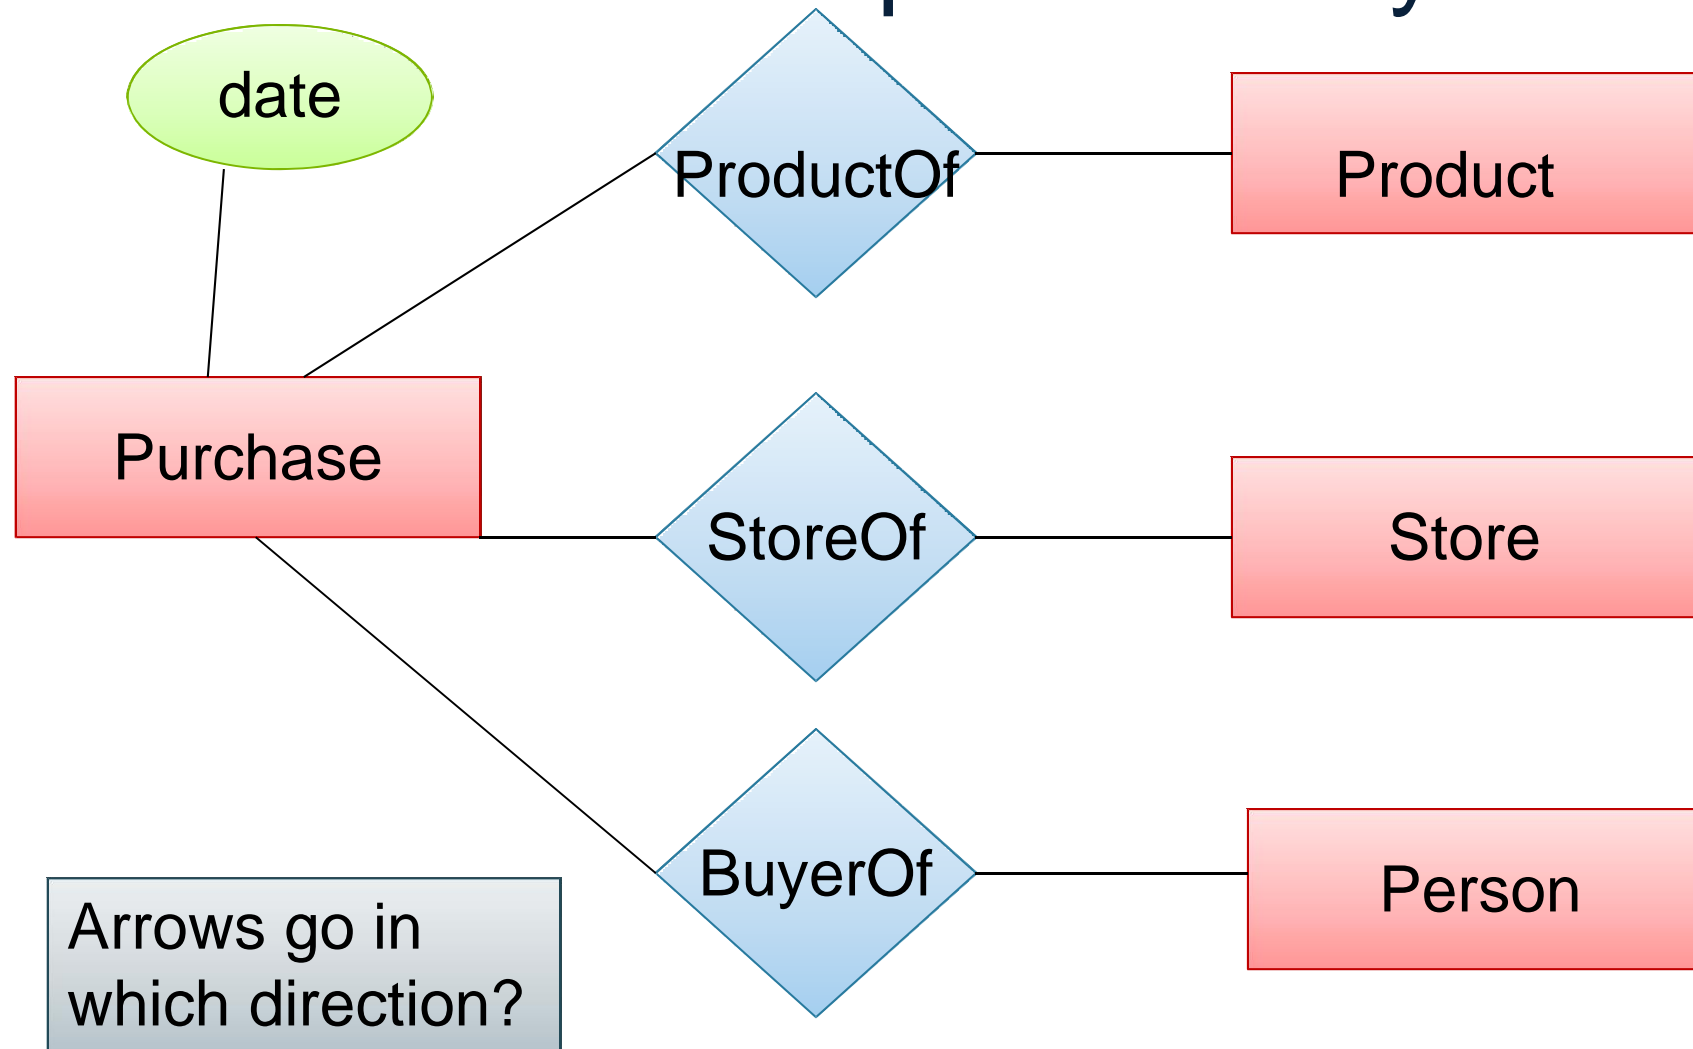 date
ProductOf
Product
Purchase
StoreOf
Store
BuyerOf
Person
Arrows go in
which direction?